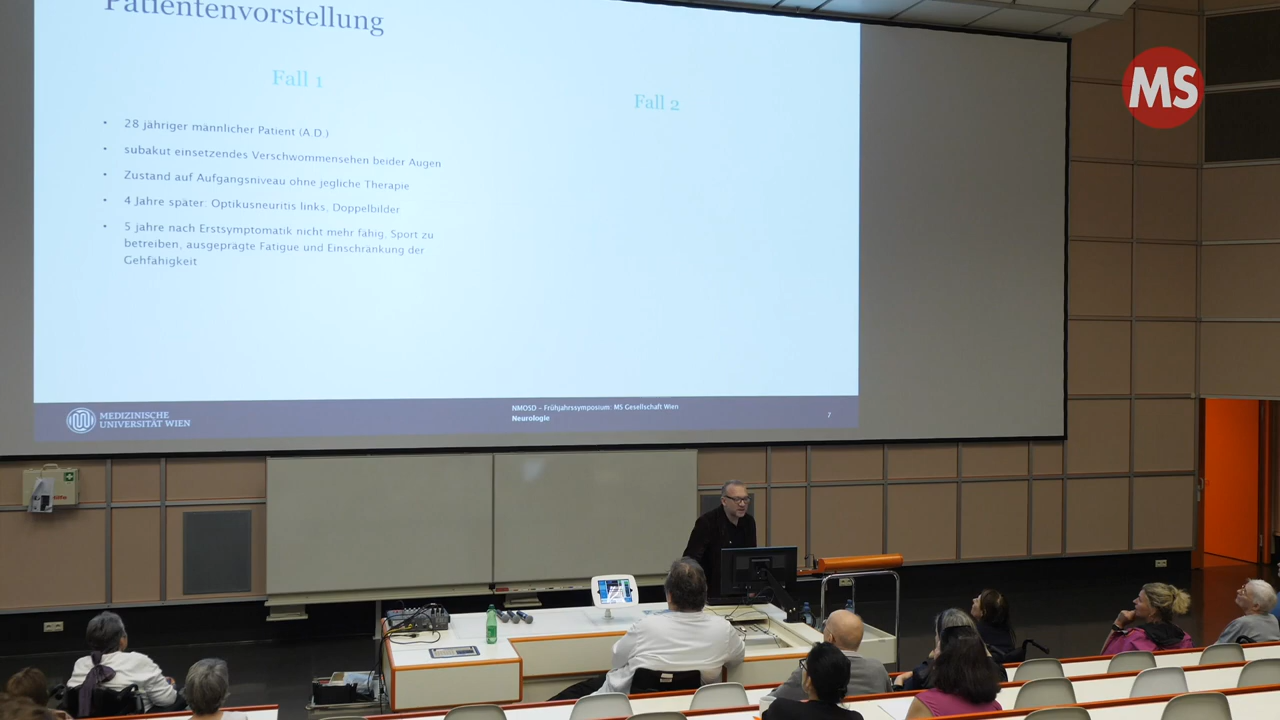 Patientenvorstellung
Fall 1
• 28 jähriger männlicher Patient (A.D.)
• subakut einsetzendes Verschwommensehen beider Augen
• Zustand auf Aufgangsniveau ohne jegliche Therapie
• 4 Jahre später: Optikusneuritis links, Doppelbilder
• 5 jahre nach Erstsymptomatik nicht mehr fähig, Sport zu
betreiben, ausgeprägte Fatigue und Einschränkung der
Gehfähigkeit
Fall 2
MS
MEDIZINISCHE
UNIVERSITÄT WIEN
NMOSD – Frühjahrssymposium: MS Gesellschaft Wien
Neurologie
7